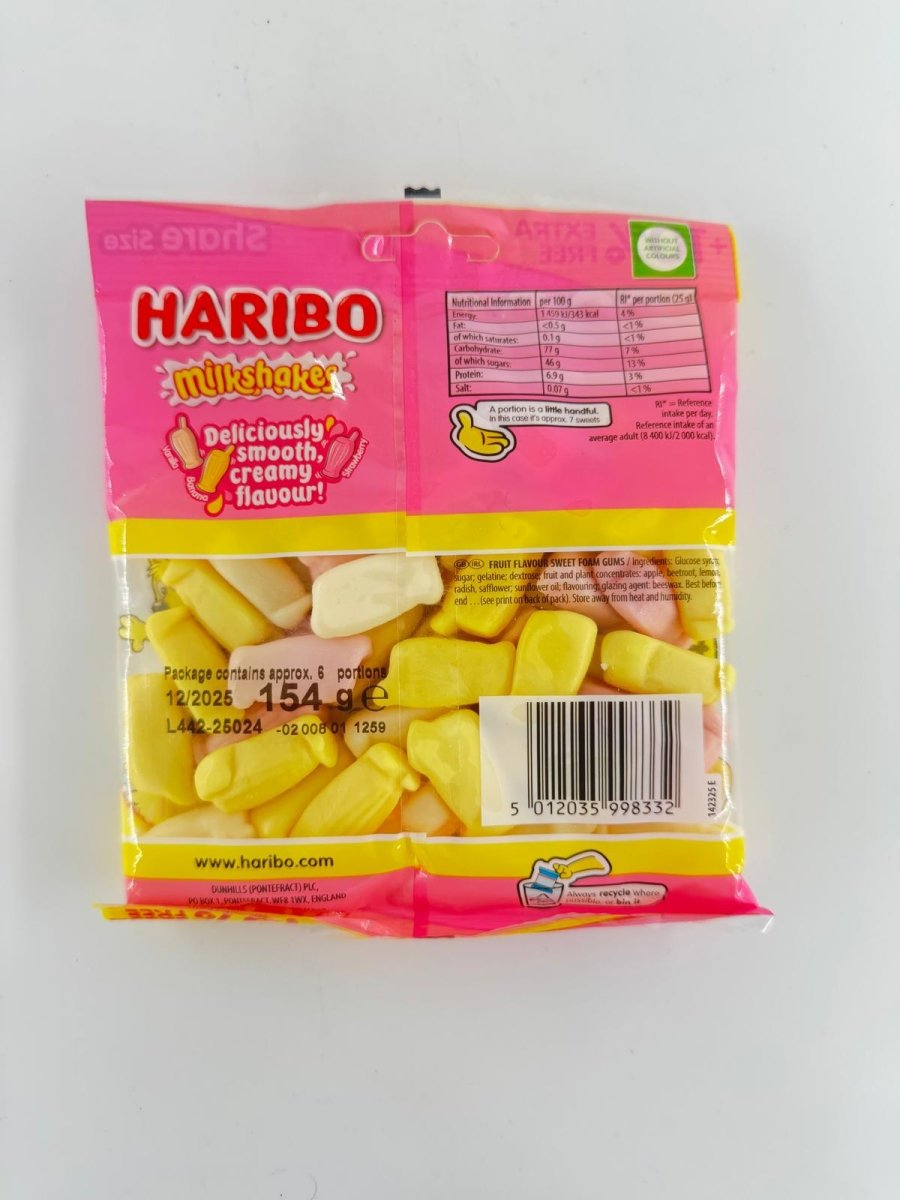 Share Size
EXTRA
FREE
WITHOUT
ARTIFICIAL
COLOURS
HARIBO
milkshakes
Deliciously
smooth,
creamy
flavour!
Vanilla
Banana
Strawberry
Nutritional Information per 100 g RI* per portion (25 g)
Energy: 1 459 kJ/343 kcal 4 %
Fat: <0.5 g <1 %
of which saturates: 0.1 g <1 %
Carbohydrate: 77 g 7 %
of which sugars: 46 g 13 %
Protein: 6.9 g 3 %
Salt: 0.07 g <1 %
A portion is a little handful.
In this case it's approx. 7 sweets
RI* = Reference
intake per day.
Reference intake of an
average adult (8 400 kJ/2 000 kcal).
GB IRL FRUIT FLAVOUR SWEET FOAM GUMS / Ingredients: Glucose syrup;
sugar; gelatine; dextrose; fruit and plant concentrates: apple, beetroot, lemon,
radish, safflower; sunflower oil; flavouring; glazing agent: beeswax. Best before
end ...(see print on back of pack). Store away from heat and humidity.
Package contains approx. 6 portions
12/2025 154 g e
L442-25024 -02 008 01 1259
5 012035 998332
142325 E
www.haribo.com
DUNHILLS (PONTEFRACT) PLC,
PO BOX 1, PONTEFRACT, WF8 1WX, ENGLAND
Always recycle where
possible, or bin it
FREE